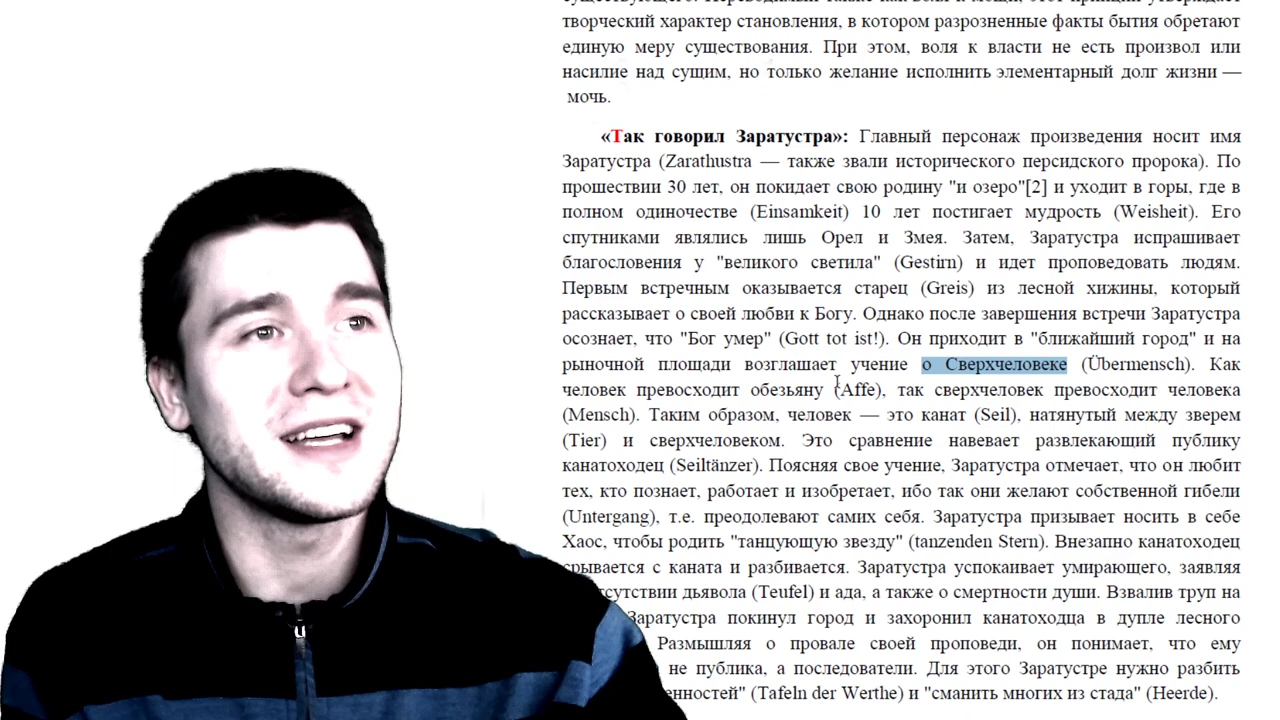 творческий характер становления, в котором разрозненные факты бытия обретают
единую меру существования. При этом, воля к власти не есть произвол или
насилие над сущим, но только желание исполнить элементарный долг жизни —
мочь.
«Так говорил Заратустра»: Главный персонаж произведения носит имя
Заратустра (Zarathustra — также звали исторического персидского пророка). По
прошествии 30 лет, он покидает свою родину "и озеро"[2] и уходит в горы, где в
полном одиночестве (Einsamkeit) 10 лет постигает мудрость (Weisheit). Его
спутниками являлись лишь Орел и Змея. Затем, Заратустра испрашивает
благословения у "великого светила" (Gestirn) и идет проповедовать людям.
Первым встречным оказывается старец (Greis) из лесной хижины, который
рассказывает о своей любви к Богу. Однако после завершения встречи Заратустра
осознает, что "Бог умер" (Gott tot ist!). Он приходит в "ближайший город" и на
рыночной площади возглашает учение о Сверхчеловеке (Übermensch). Как
человек превосходит обезьяну (Affe), так сверхчеловек превосходит человека
(Mensch). Таким образом, человек — это канат (Seil), натянутый между зверем
(Tier) и сверхчеловеком. Это сравнение навевает развлекающий публику
канатоходец (Seiltänzer). Поясняя свое учение, Заратустра отмечает, что он любит
тех, кто познает, работает и изобретает, ибо так они желают собственной гибели
(Untergang), т.е. преодолевают самих себя. Заратустра призывает носить в себе
Хаос, чтобы родить "танцующую звезду" (tanzenden Stern). Внезапно канатоходец
срывается с каната и разбивается. Заратустра успокаивает умирающего, заявляя
дьявола (Teufel) и ада, а также о смертности души. Взвалив труп на
Заратустра покинул город и захоронил канатоходца в дупле лесного
Размышляя о провале своей проповеди, он понимает, что ему
не публика, а последователи. Для этого Заратустре нужно разбить
(Tafeln der Werthe) и "сманить многих из стада" (Heerde).